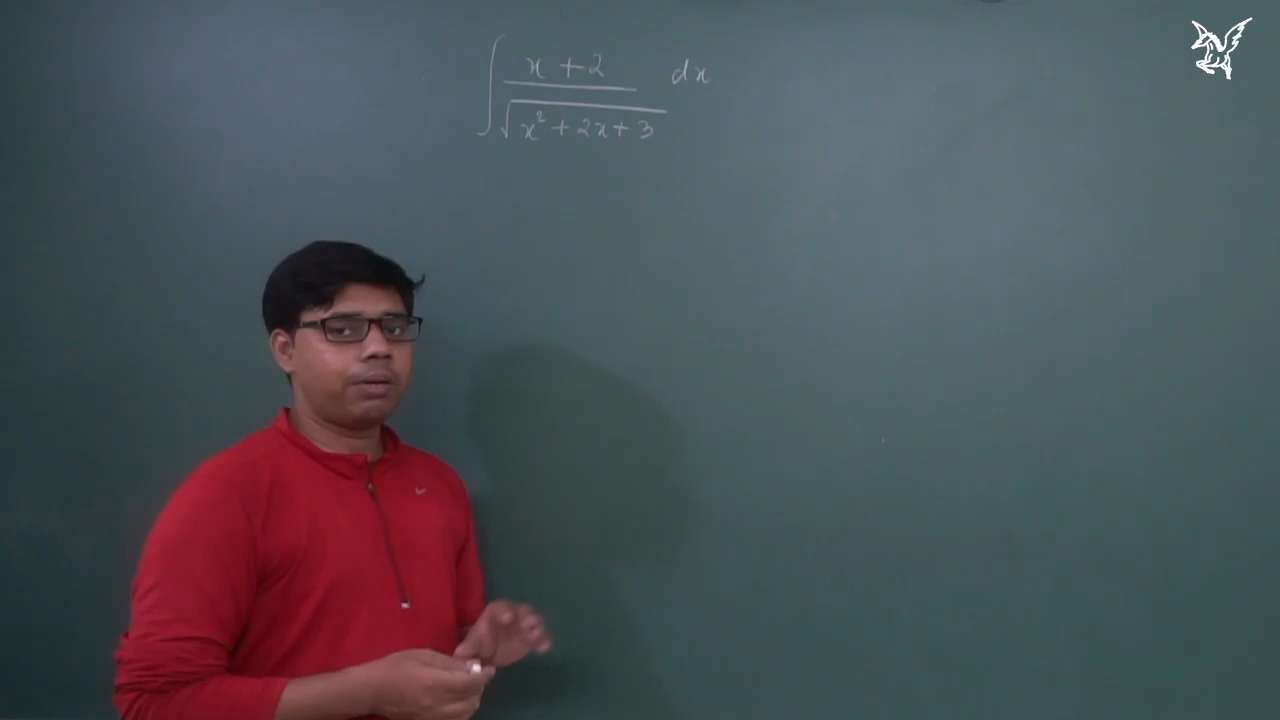 ∫ x + 2 / √x² + 2x + 3 dx